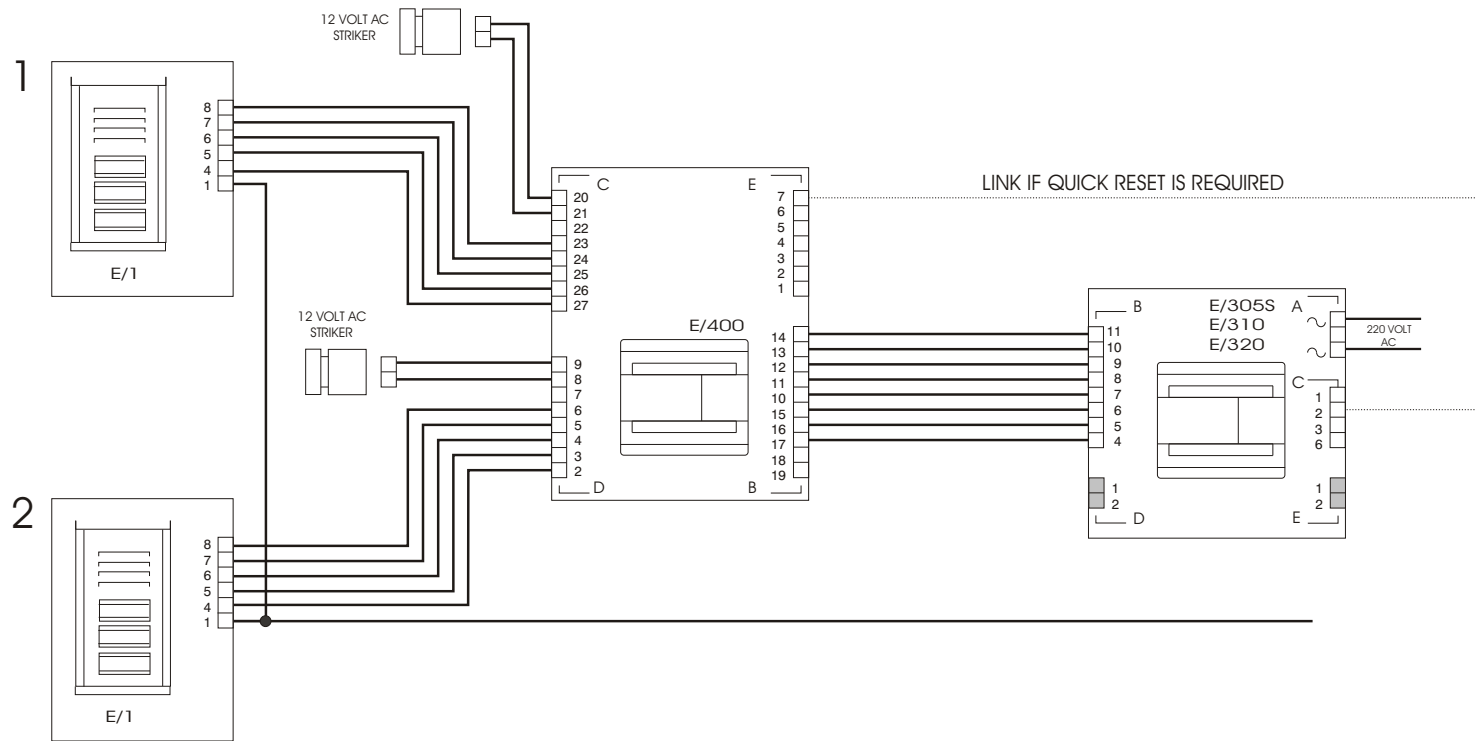 12 VOLT AC
STRIKER
1
8
7
6
5
4
1
E/1
C
E
20
21
22
23
24
25
26
27
7
6
5
4
3
2
1
LINK IF QUICK RESET IS REQUIRED
12 VOLT AC
STRIKER
E/400
9
8
7
6
5
4
3
2
D
14
13
12
11
10
15
16
17
18
19
B
B
E/305S
E/310
E/320
A
220 VOLT
AC
11
10
9
8
7
6
5
4
C
1
2
3
6
1
2
D
1
2
E
2
8
7
6
5
4
1
E/1